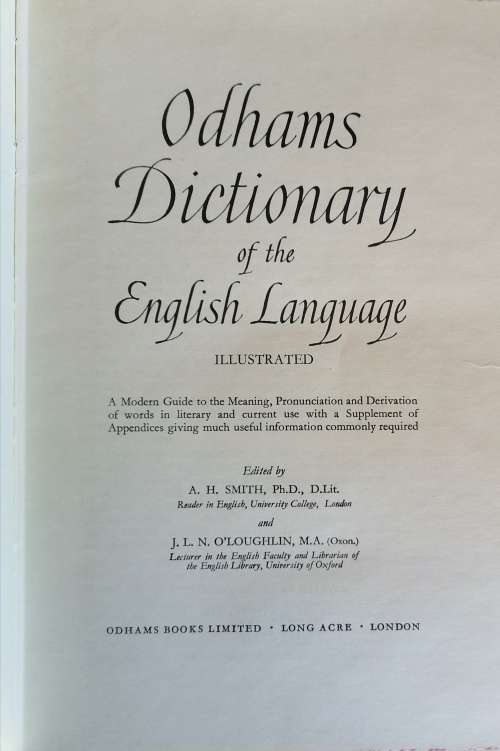 Odhams
Dictionary
of the
English Language
ILLUSTRATED
A Modern Guide to the Meaning, Pronunciation and Derivation
of words in literary and current use with a Supplement of
Appendices giving much useful information commonly required
Edited by
A. H. SMITH, Ph.D., D.Lit.
Reader in English, University College, London
and
J. L. N. O'LOUGHLIN, M.A. (Oxon.)
Lecturer in the English Faculty and Librarian of
the English Library, University of Oxford
ODHAMS BOOKS LIMITED · LONG ACRE · LONDON